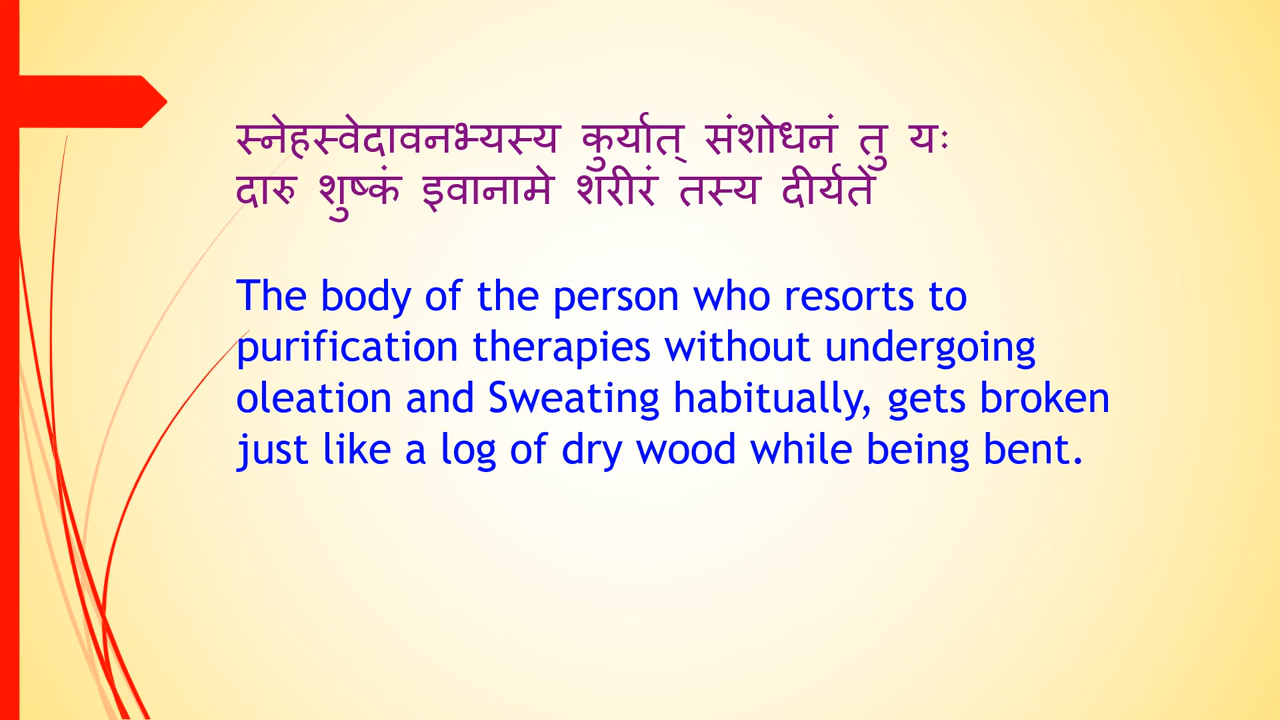 स्नेहस्वेदावनभ्यस्य कुर्यात् संशोधनं तु यः
दारु शुष्कं इवानामे शरीरं तस्य दीर्यते
The body of the person who resorts to
purification therapies without undergoing
oleation and Sweating habitually, gets broken
just like a log of dry wood while being bent.